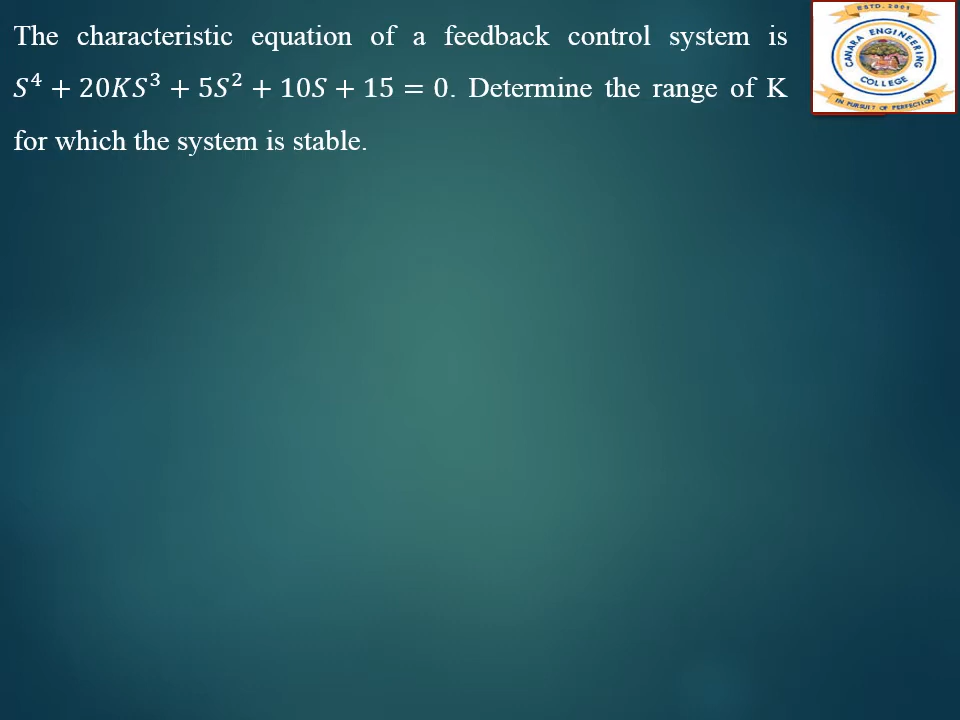 The characteristic equation of a feedback control system is
𝑆⁴ + 20𝐾𝑆³ + 5𝑆² + 10𝑆 + 15 = 0. Determine the range of K
for which the system is stable.
ESTD. 2001
CANARA ENGINEERING
COLLEGE
IN PURSUIT OF PERFECTION